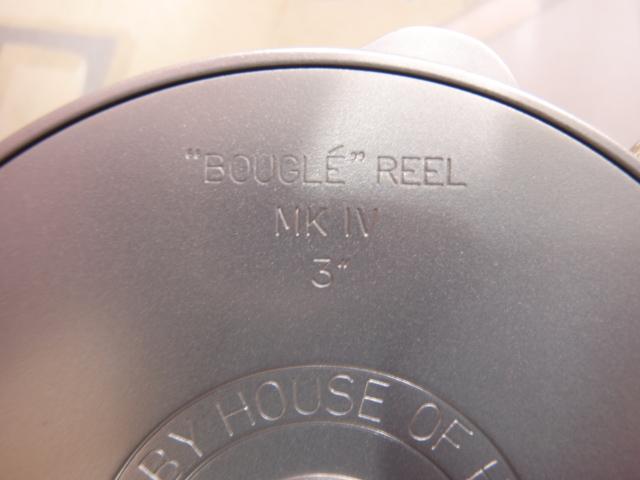 “BOUGLÉ” REEL
MK IV
3"
BY HOUSE OF